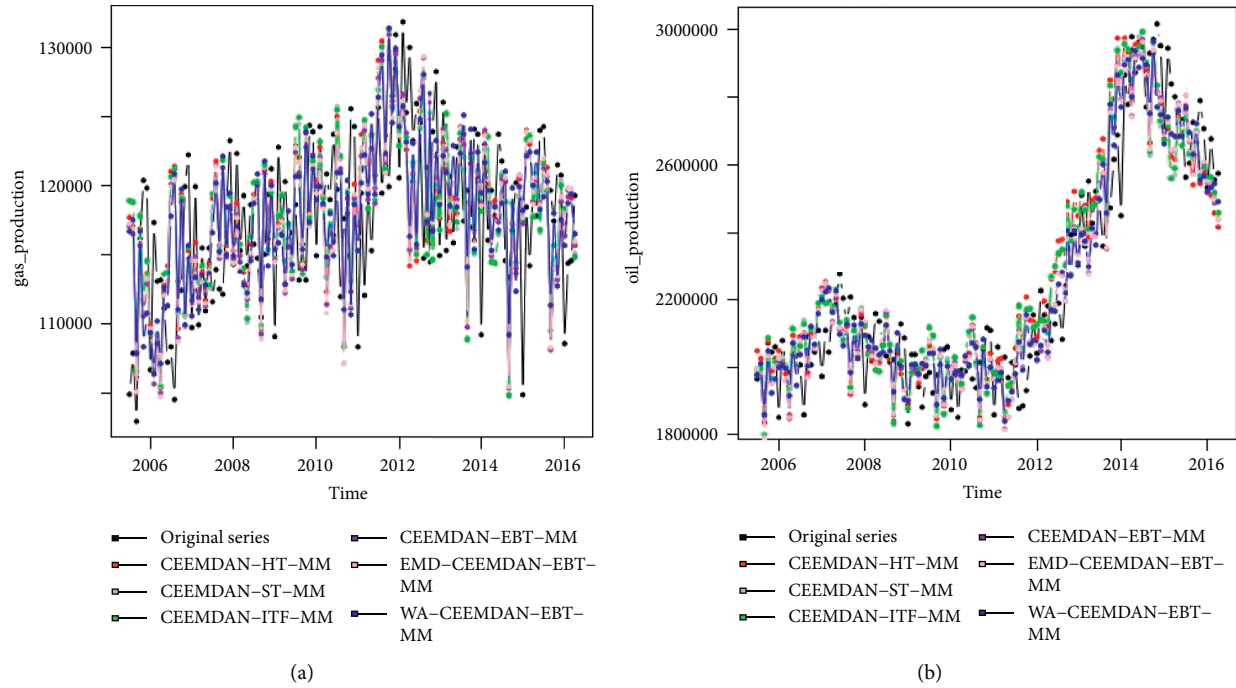 130000
120000
110000
gas_production
2006 2008 2010 2012 2014 2016
Time
Original series
CEEMDAN–HT–MM
CEEMDAN–ST–MM
CEEMDAN–ITF–MM
CEEMDAN–EBT–MM
EMD–CEEMDAN–EBT–
MM
WA–CEEMDAN–EBT–
MM
(a)
3000000
2600000
2200000
1800000
oil_production
2006 2008 2010 2012 2014 2016
Time
Original series
CEEMDAN–HT–MM
CEEMDAN–ST–MM
CEEMDAN–ITF–MM
CEEMDAN–EBT–MM
EMD–CEEMDAN–EBT–
MM
WA–CEEMDAN–EBT–
MM
(b)